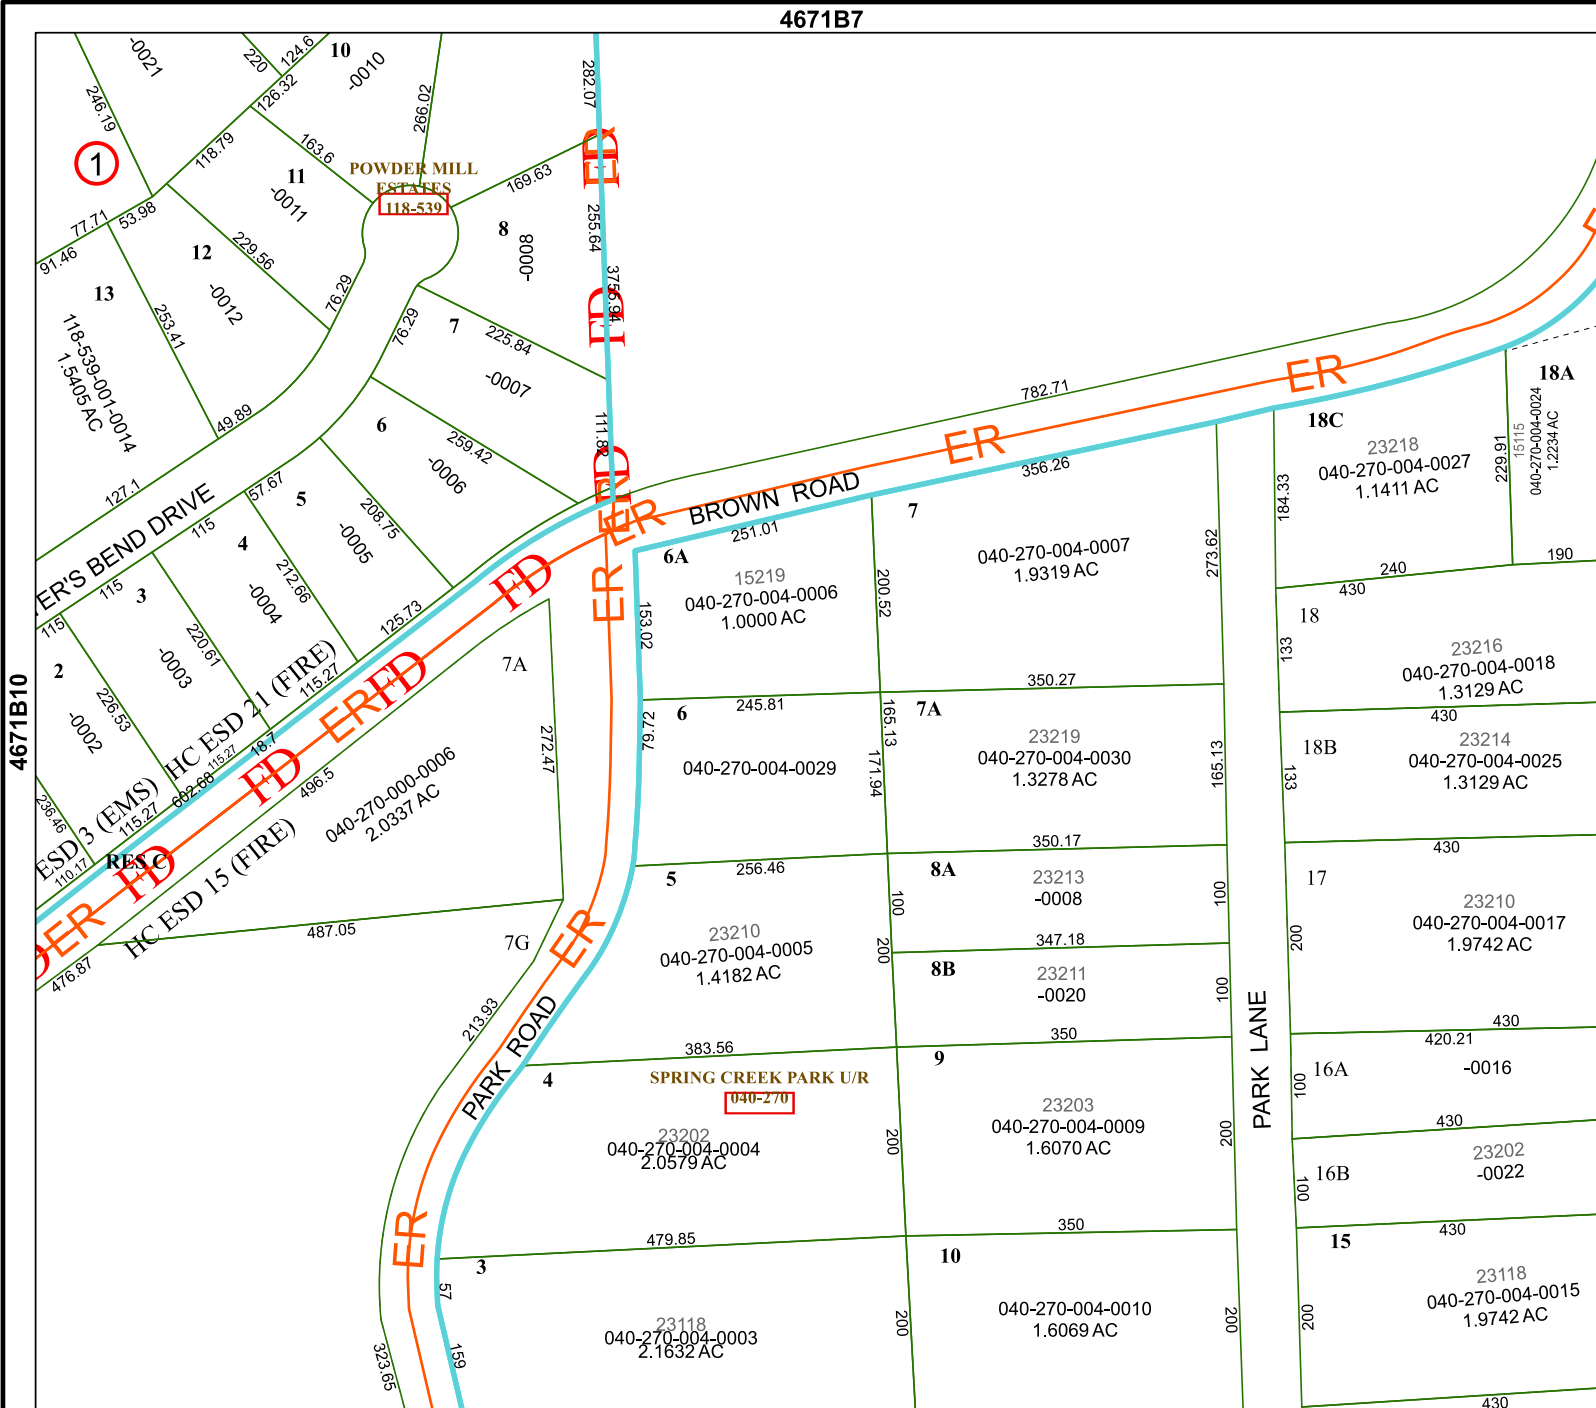 4671B7
4671B10
-0021
220
124.6
10
-0010
126.32
246.19
118.79
163.6
266.02
282.07
1
11
-0011
POWDER MILL
ESTATES
118-539
169.63
FD
ER
77.71
53.98
91.46
12
-0012
229.56
8
-0008
255.64
3755.94
FD
13
118-539-001-0014
1.5405 AC
253.41
76.29
76.29
7
225.84
-0007
49.89
6
259.42
-0006
111.82
FD
ER
127.1
57.67
5
208.75
-0005
115
4
212.66
-0004
115
3
220.61
-0003
115
2
226.53
-0002
236.46
125.73
115.27
18.7
115.27
602.68
115.27
110.17
HC ESD 21 (FIRE)
ESD 3 (EMS)
RES C
HC ESD 15 (FIRE)
FD
ER
FD
FD
FD
ER
476.87
496.5
487.05
7A
040-270-000-0006
2.0337 AC
272.47
7G
213.93
PARK ROAD
ER
ER
ER
ER
BROWN ROAD
ER
ER
782.71
356.26
251.01
6A
15219
040-270-004-0006
1.0000 AC
153.02
200.52
7
040-270-004-0007
1.9319 AC
273.62
18C
23218
040-270-004-0027
1.1411 AC
184.33
229.91
18A
15115
040-270-004-0024
1.2234 AC
240
190
430
18
23216
040-270-004-0018
1.3129 AC
133
430
6
245.81
79.27
040-270-004-0029
165.13
171.94
7A
350.27
23219
040-270-004-0030
1.3278 AC
165.13
18B
23214
040-270-004-0025
1.3129 AC
133
430
5
256.46
23210
040-270-004-0005
1.4182 AC
350.17
8A
23213
-0008
100
100
200
347.18
8B
23211
-0020
100
17
23210
040-270-004-0017
1.9742 AC
200
430
420.21
PARK LANE
383.56
4
SPRING CREEK PARK U/R
040-270
23202
040-270-004-0004
2.0579 AC
200
350
9
23203
040-270-004-0009
1.6070 AC
200
16A
-0016
100
430
16B
23202
-0022
100
430
479.85
3
57
159
323.65
23118
040-270-004-0003
2.1632 AC
200
350
10
040-270-004-0010
1.6069 AC
200
15
23118
040-270-004-0015
1.9742 AC
200
430